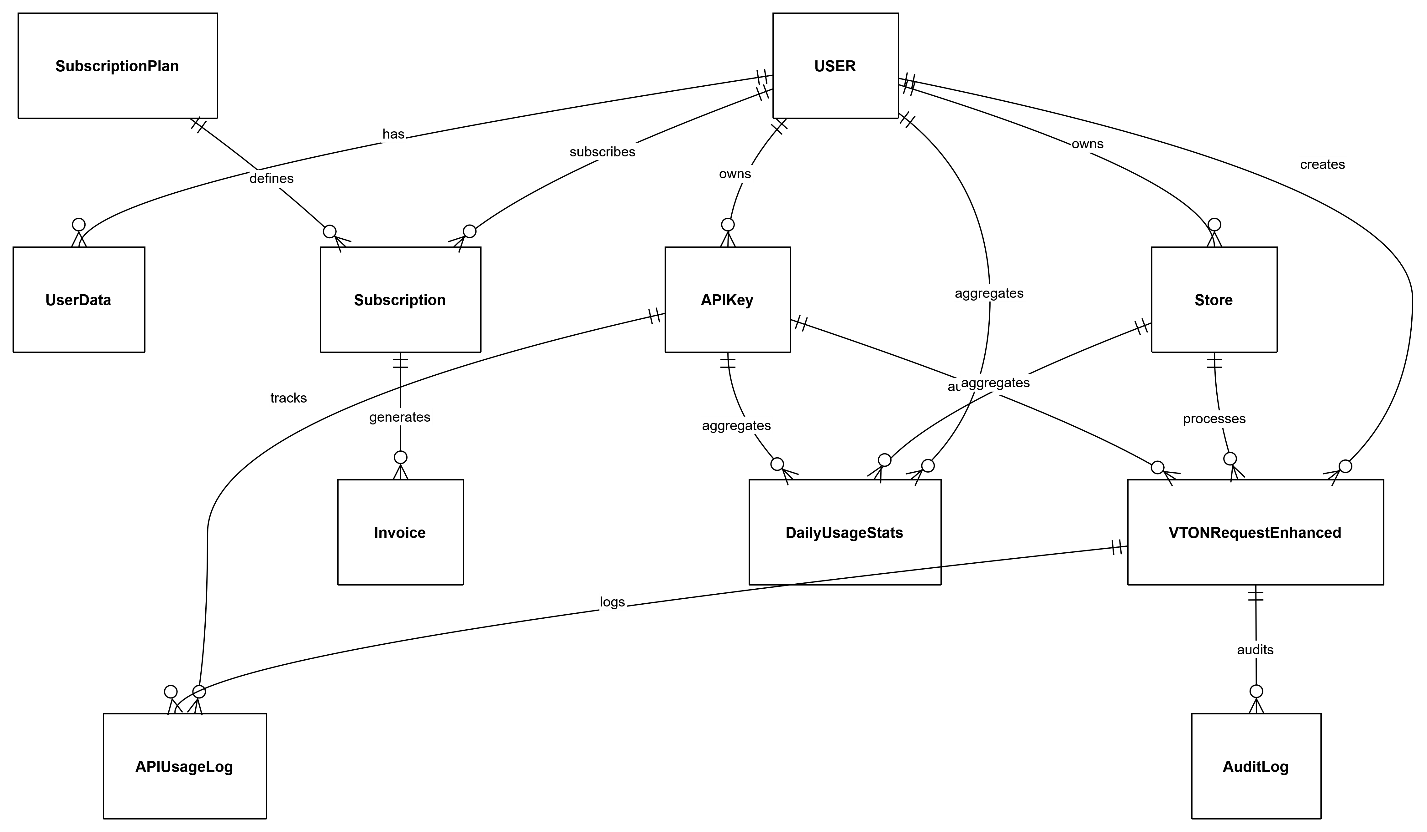 SubscriptionPlan
USER
has
subscribes
defines
owns
owns
creates
UserData
Subscription
APIKey
aggregates
Store
tracks
generates
aggregates
aggregates
processes
Invoice
DailyUsageStats
VTONRequestEnhanced
logs
audits
APIUsageLog
AuditLog